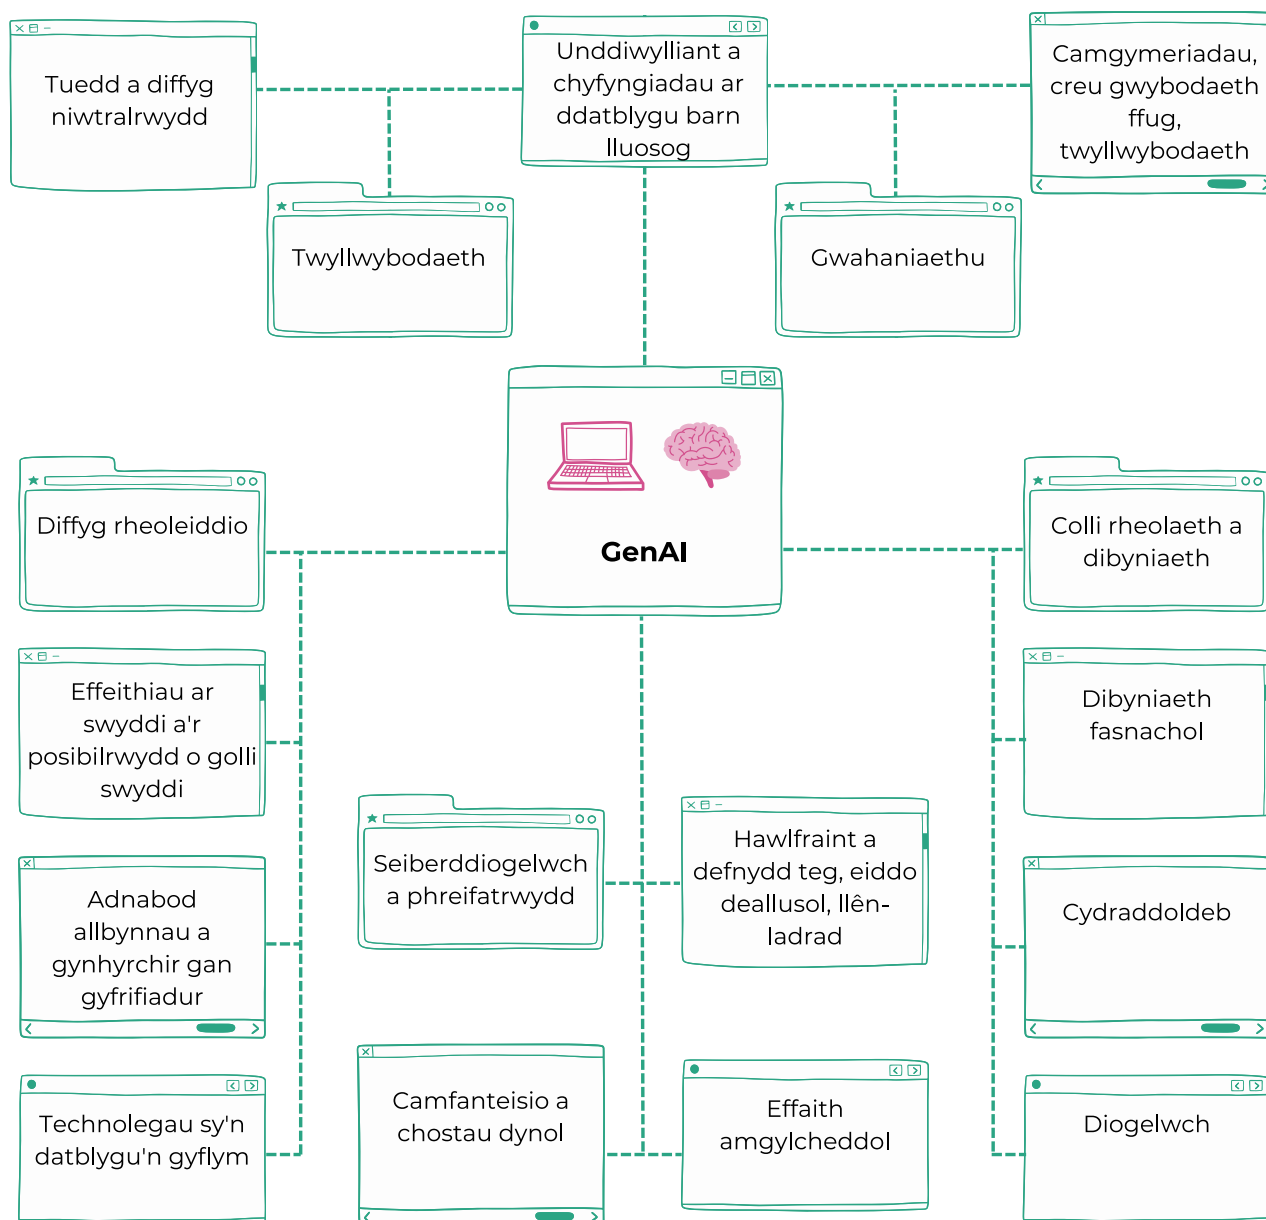 Tuedd a diffyg
niwtralrwydd
Unddiwylliant a
chyfyngiadau ar
ddatblygu barn
lluosog
Camgymeriadau,
creu gwybodaeth
ffug,
twyllwybodaeth
Twyllwybodaeth
Gwahaniaethu
GenAI
Diffyg rheoleiddio
Effeithiau ar
swyddi a'r
posibilrwydd o golli
swyddi
Adnabod
allbynnau a
gynhyrchir gan
gyfrifiadur
Technolegau sy'n
datblygu'n gyflym
Seiberddiogelwch
a phreifatrwydd
Hawlfraint a
defnydd teg, eiddo
deallusol, llên-
ladrad
Camfanteisio a
chostau dynol
Effaith
amgylcheddol
Colli rheolaeth a
dibyniaeth
Dibyniaeth
fasnachol
Cydraddoldeb
Diogelwch